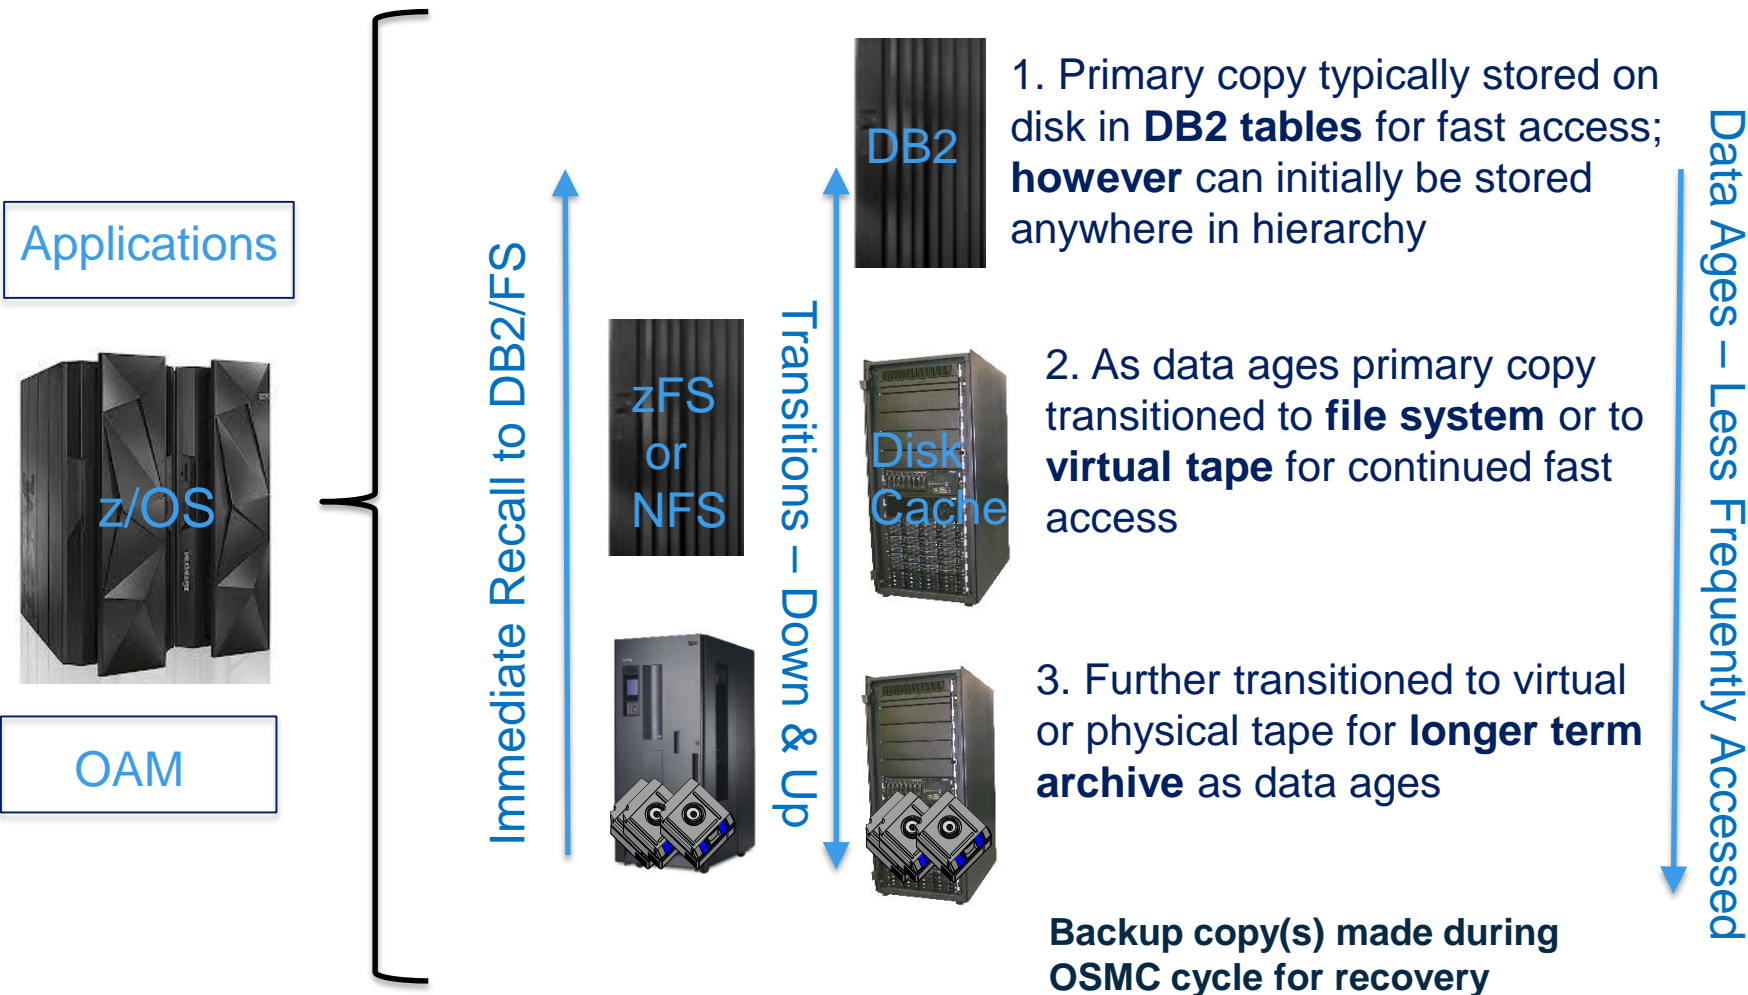 Applications
z/OS
OAM
Immediate Recall to DB2/FS
zFS
or
NFS
Transitions – Down & Up
DB2
Disk
Cache
1. Primary copy typically stored on
disk in DB2 tables for fast access;
however can initially be stored
anywhere in hierarchy
2. As data ages primary copy
transitioned to file system or to
virtual tape for continued fast
access
3. Further transitioned to virtual
or physical tape for longer term
archive as data ages
Backup copy(s) made during
OSMC cycle for recovery
Data Ages – Less Frequently Accessed